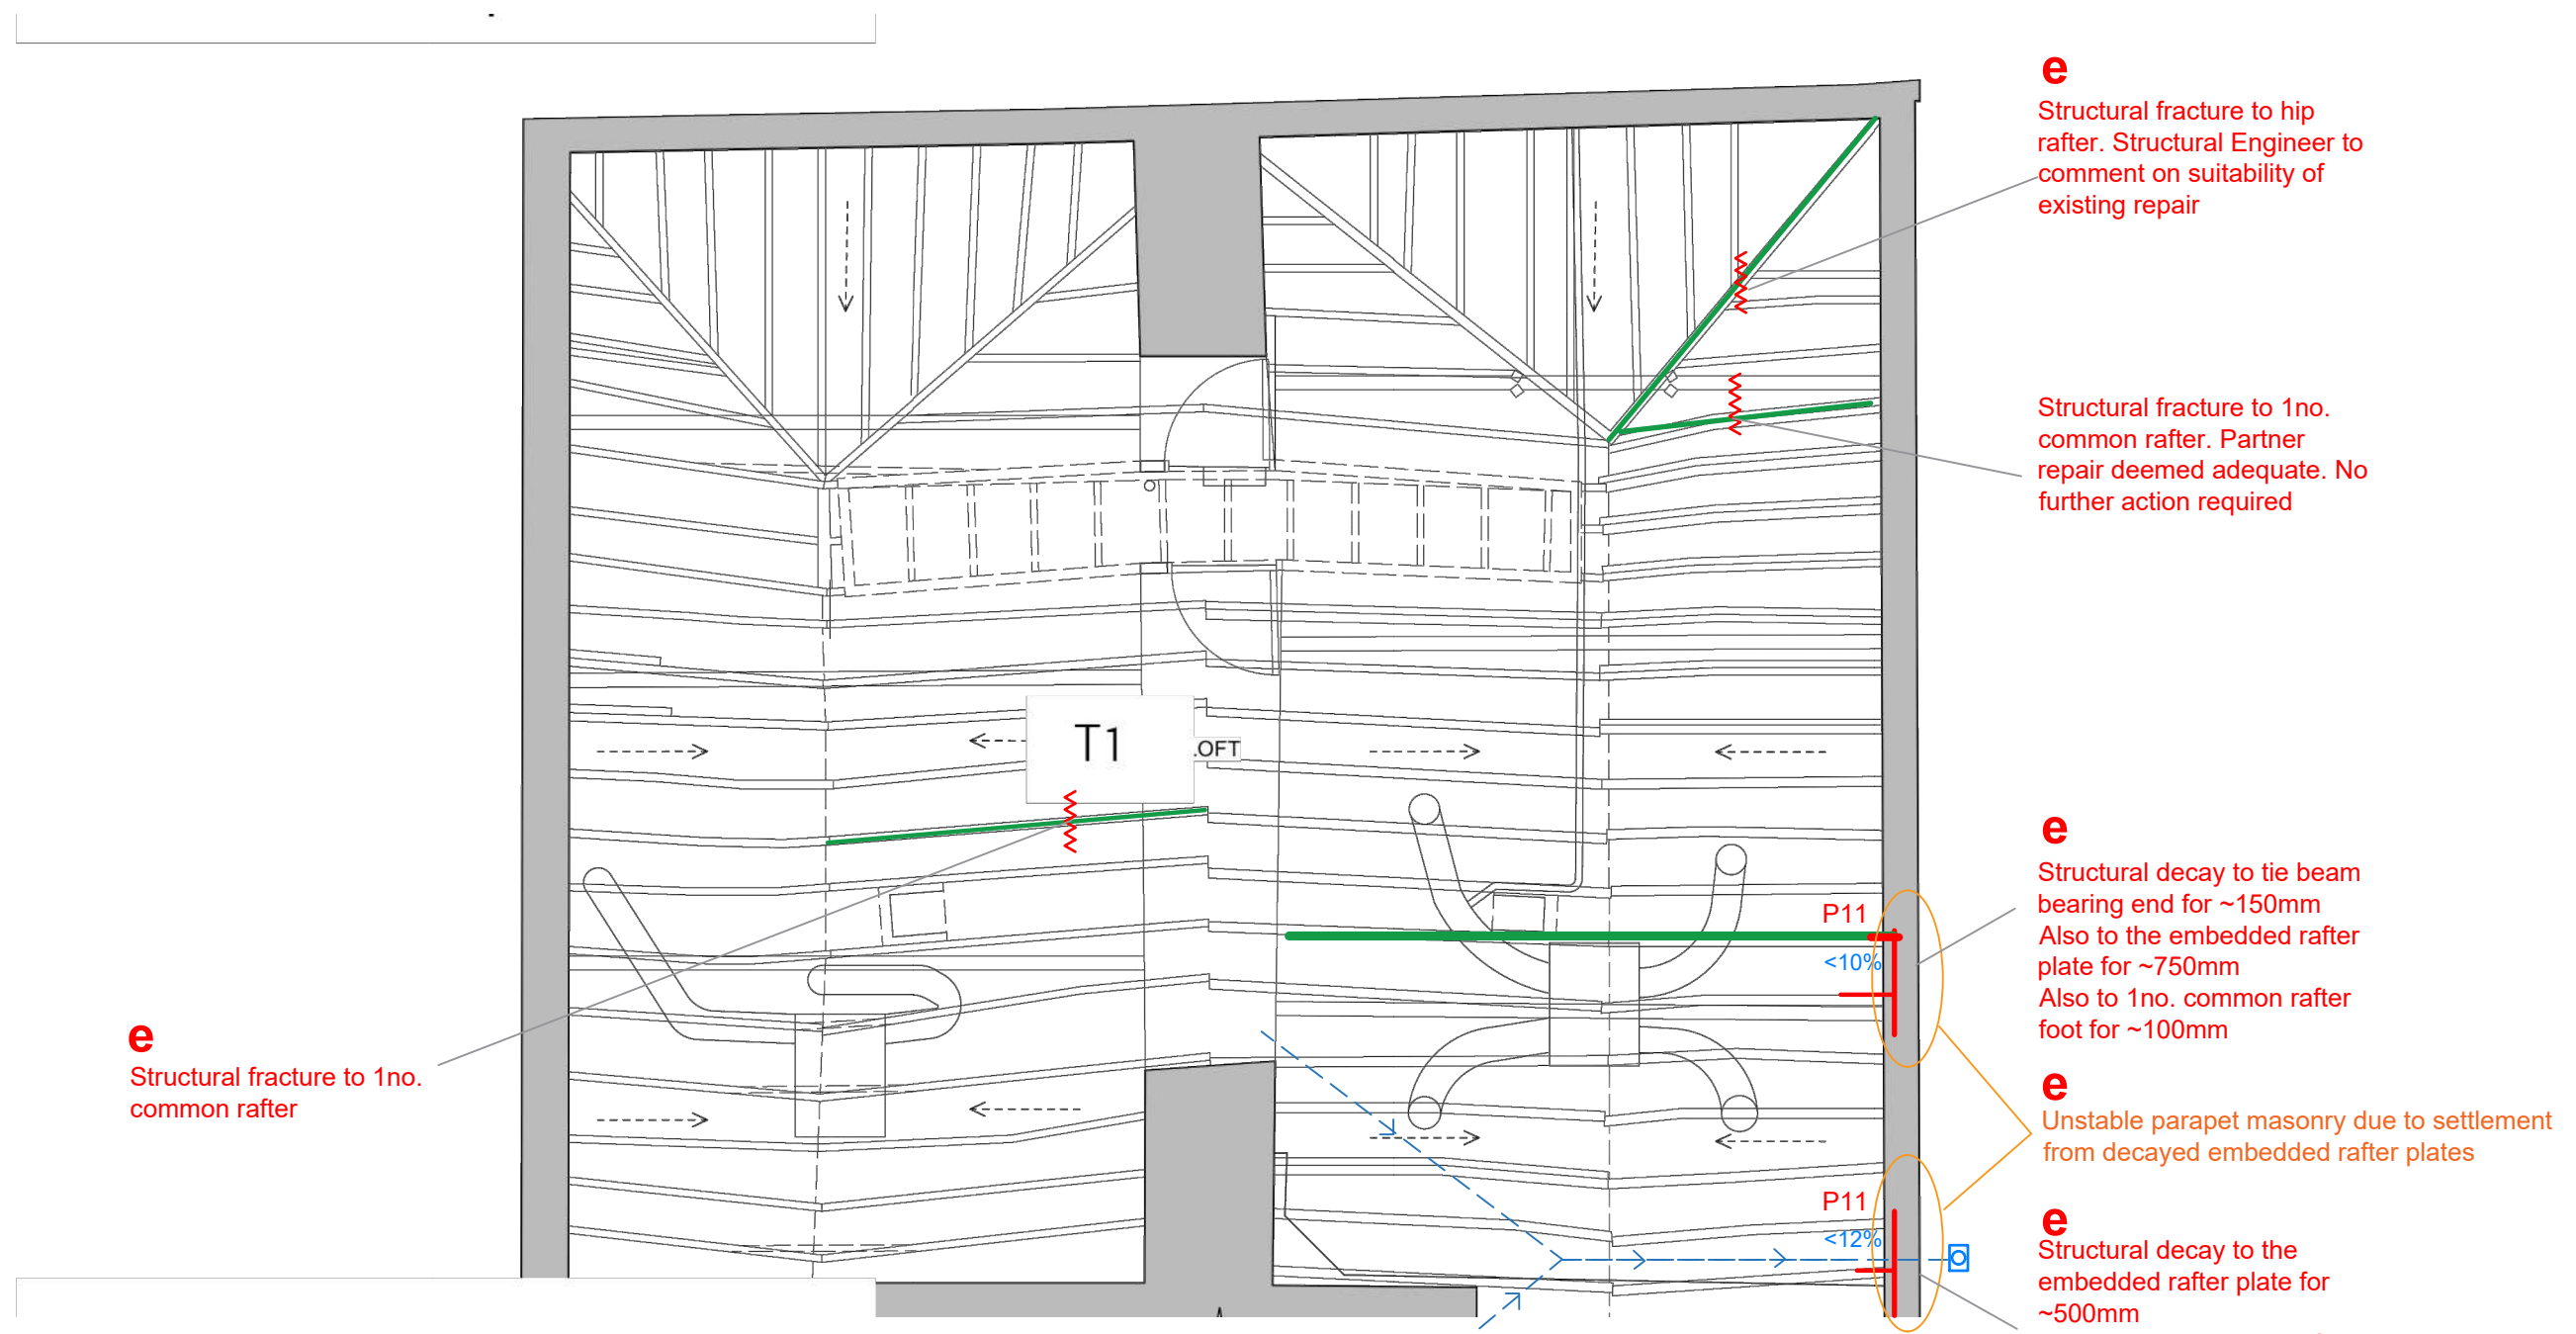 e
Structural fracture to hip
rafter. Structural Engineer to
comment on suitability of
existing repair
Structural fracture to 1no.
common rafter. Partner
repair deemed adequate. No
further action required
T1
.OFT
e
Structural decay to tie beam
bearing end for ~150mm
Also to the embedded rafter
plate for ~750mm
Also to 1no. common rafter
foot for ~100mm
P11
<10%
e
Structural fracture to 1no.
common rafter
e
Unstable parapet masonry due to settlement
from decayed embedded rafter plates
P11
<12%
e
Structural decay to the
embedded rafter plate for
~500mm